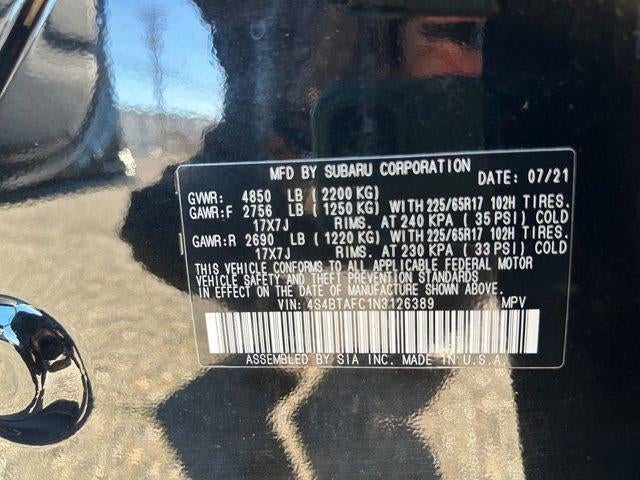 MFD BY SUBARU CORPORATION DATE: 07/21
GVWR: 4850 LB ( 2200 KG)
GAWR:F 2756 LB ( 1250 KG) WITH 225/65R17 102H TIRES.
17X7J RIMS. AT 240 KPA ( 35 PSI) COLD
GAWR:R 2690 LB ( 1220 KG) WITH 225/65R17 102H TIRES.
17X7J RIMS. AT 230 KPA ( 33 PSI) COLD
THIS VEHICLE CONFORMS TO ALL APPLICABLE FEDERAL MOTOR
VEHICLE SAFETY AND THEFT PREVENTION STANDARDS
IN EFFECT ON THE DATE OF MANUFACTURE SHOWN ABOVE.
VIN: 4S4BTAFC1N3126389 MPV
ASSEMBLED BY SIA INC. MADE IN U.S.A.